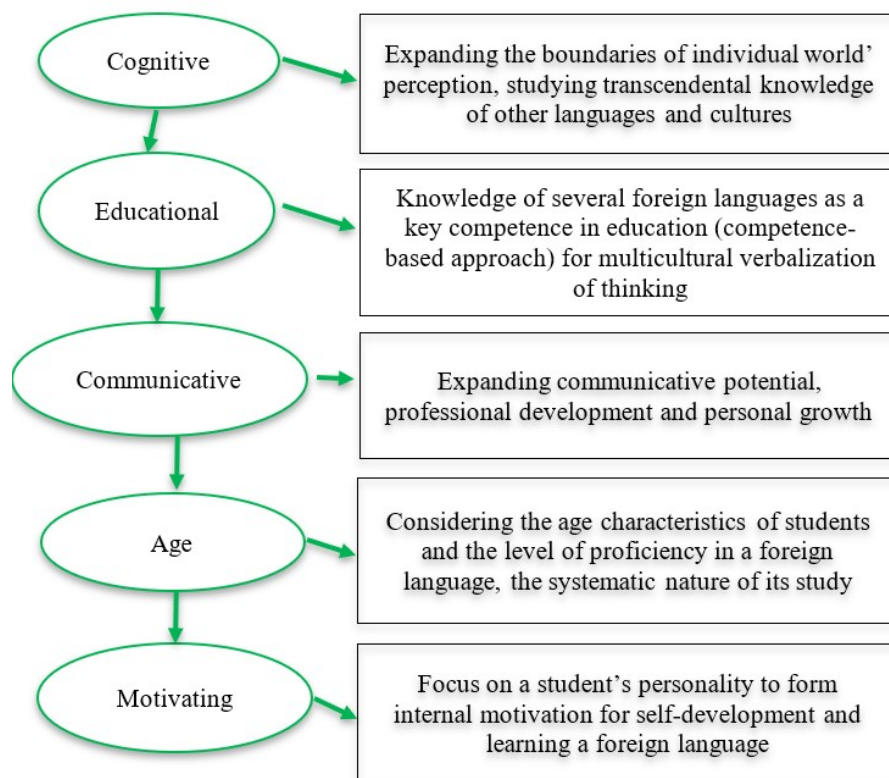 Cognitive
Expanding the boundaries of individual world’
perception, studying transcendental knowledge
of other languages and cultures
Educational
Knowledge of several foreign languages as a
key competence in education (competence-
based approach) for multicultural verbalization
of thinking
Communicative
Expanding communicative potential,
professional development and personal growth
Age
Considering the age characteristics of students
and the level of proficiency in a foreign
language, the systematic nature of its study
Motivating
Focus on a student’s personality to form
internal motivation for self-development and
learning a foreign language